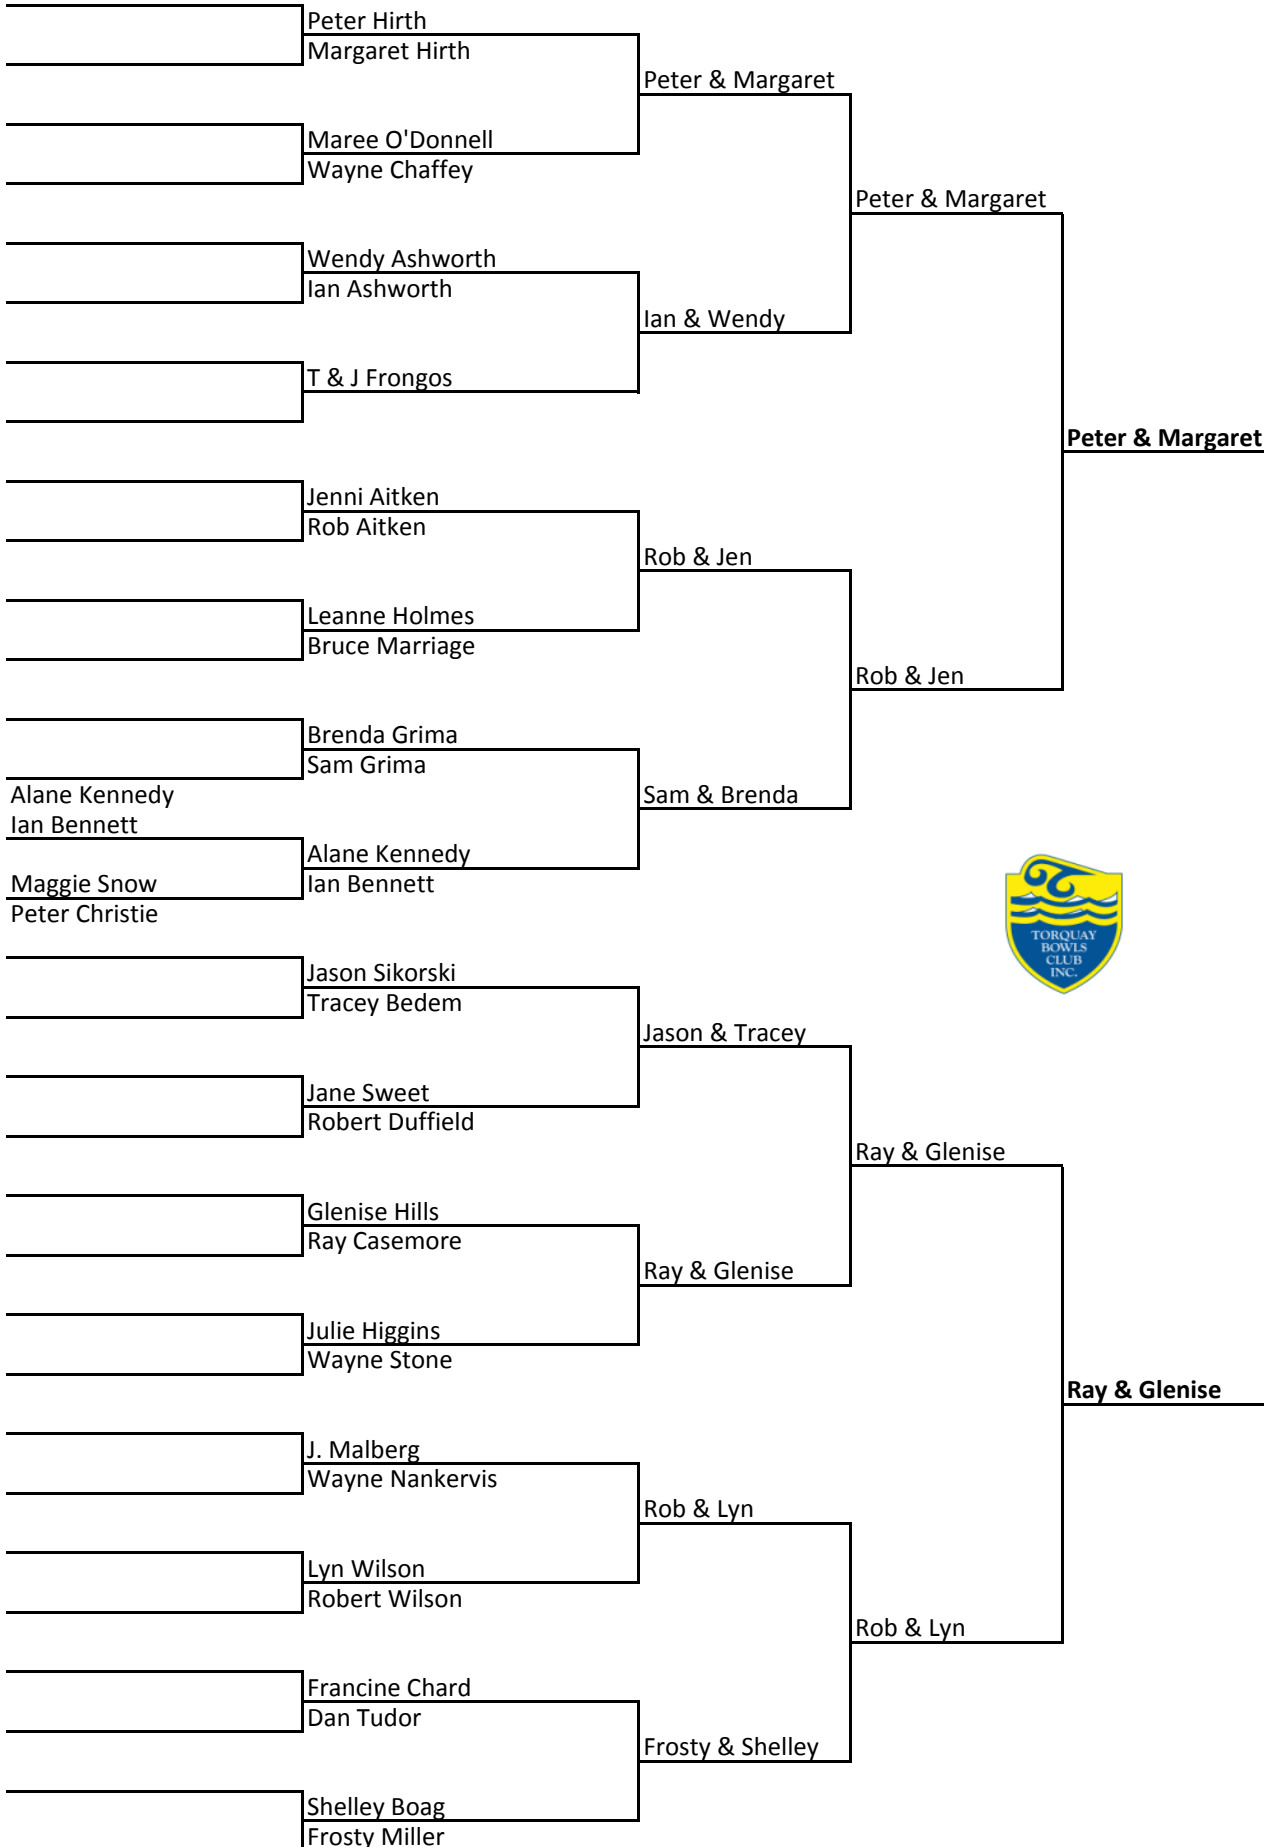 Peter Hirth
Margaret Hirth
Peter & Margaret
Maree O'Donnell
Wayne Chaffey
Peter & Margaret
Wendy Ashworth
Ian Ashworth
Ian & Wendy
T & J Frongos
Peter & Margaret
Jenni Aitken
Rob Aitken
Rob & Jen
Leanne Holmes
Bruce Marriage
Rob & Jen
Brenda Grima
Sam Grima
Alane Kennedy
Sam & Brenda
Ian Bennett
Alane Kennedy
Maggie Snow
Ian Bennett
Peter Christie
TORQUAY
BOWLS
CLUB
INC.
Jason Sikorski
Tracey Bedem
Jason & Tracey
Jane Sweet
Robert Duffield
Ray & Glenise
Glenise Hills
Ray Casemore
Ray & Glenise
Julie Higgins
Wayne Stone
Ray & Glenise
J. Malberg
Wayne Nankervis
Rob & Lyn
Lyn Wilson
Robert Wilson
Rob & Lyn
Francine Chard
Dan Tudor
Frosty & Shelley
Shelley Boag
Frosty Miller